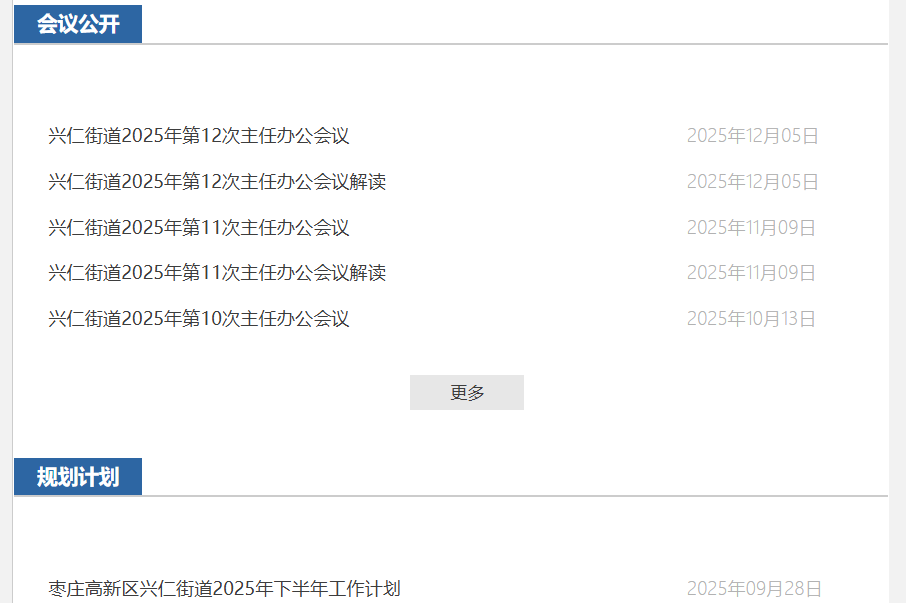 会议公开
兴仁街道2025年第12次主任办公会议 2025年12月05日
兴仁街道2025年第12次主任办公会议解读 2025年12月05日
兴仁街道2025年第11次主任办公会议 2025年11月09日
兴仁街道2025年第11次主任办公会议解读 2025年11月09日
兴仁街道2025年第10次主任办公会议 2025年10月13日
更多
规划计划
枣庄高新区兴仁街道2025年下半年工作计划 2025年09月28日